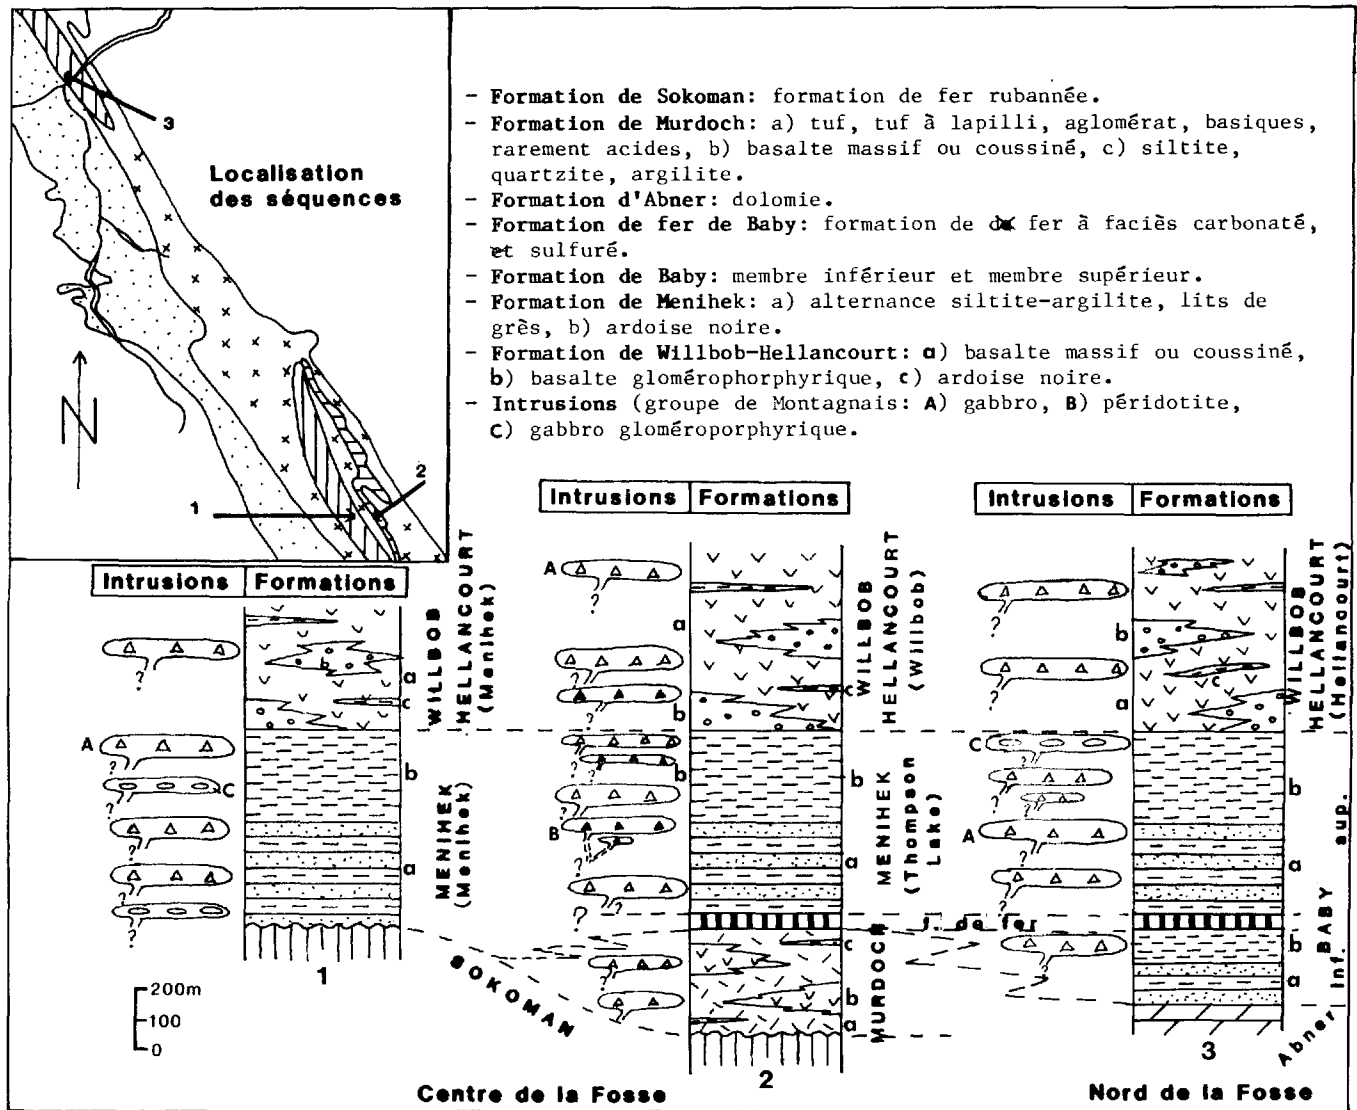 Localisation
des séquences
3
N
1
2
- Formation de Sokoman: formation de fer rubannée.
- Formation de Murdoch: a) tuf, tuf à lapilli, aglomérat, basiques,
rarement acides, b) basalte massif ou coussiné, c) siltite,
quartzite, argilite.
- Formation d'Abner: dolomie.
- Formation de fer de Baby: formation de fer à faciès carbonaté,
et sulfuré.
- Formation de Baby: membre inférieur et membre supérieur.
- Formation de Menihek: a) alternance siltite-argilite, lits de
grès, b) ardoise noire.
- Formation de Willbob-Hellancourt: a) basalte massif ou coussiné,
b) basalte glomérophorphyrique, c) ardoise noire.
- Intrusions (groupe de Montagnais: A) gabbro, B) péridotite,
C) gabbro gloméroporphyrique.
Intrusions Formations
?
b
a
c
WILLBOB
HELLANCOURT
(Menihek)
A
?
C
?
b
?
?
a
?
MENIHEK
(Menihek)
1
200m
100
0
SOKOMAN
Intrusions Formations
A
?
a
?
c
?
b
WILLBOB
HELLANCOURT
(Willbob)
?
?
b
b
?
B
?
a
?
?
MENIHEK
(Thompson
Lake)
f. de fer
c
?
b
?
a
MURDOCH
2
Centre de la Fosse
Intrusions Formations
?
b
c
?
a
WILLBOB
HELLANCOURT
(Hellancourt)
C
?
?
?
b
A
?
a
?
sup.
BABY
inf.
b
?
a
Abner
3
Nord de la Fosse